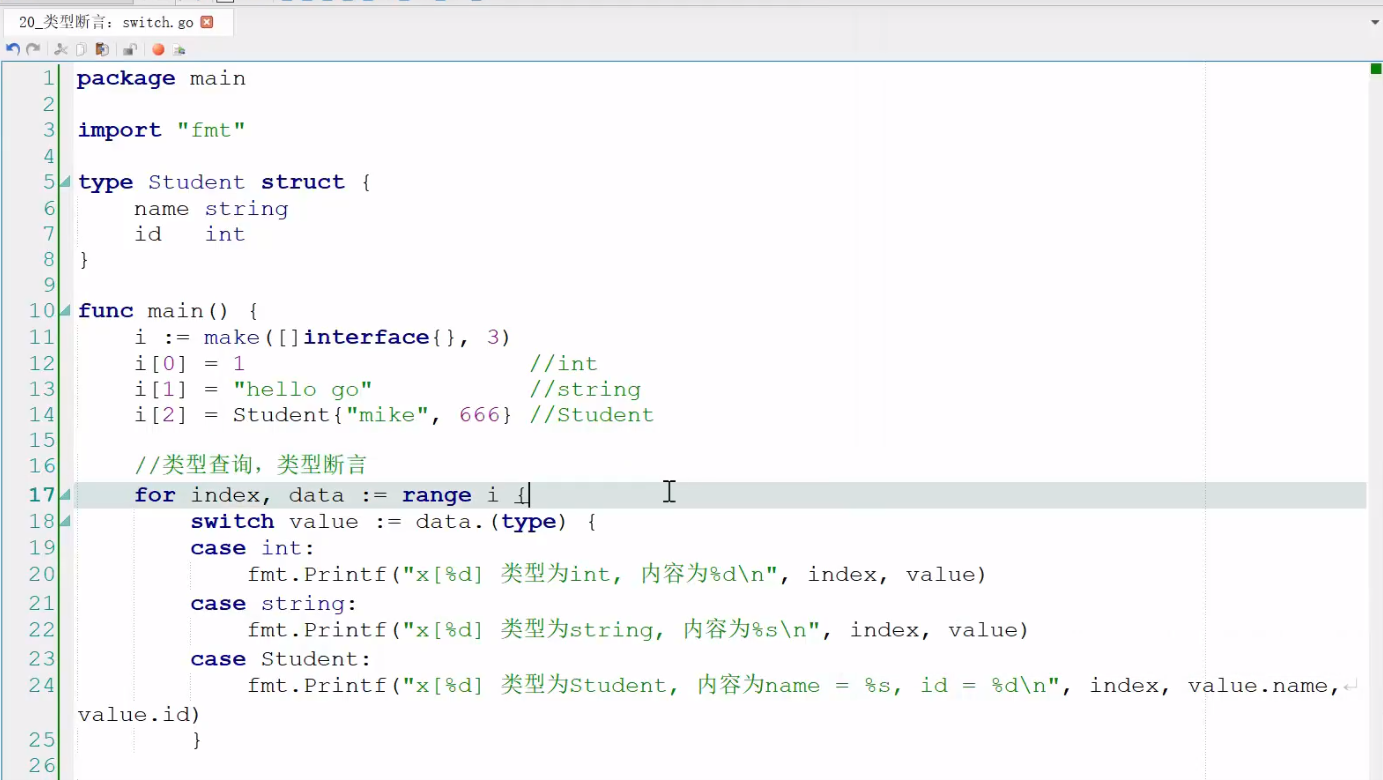 20_类型断言：switch.go
1 package main
2
3 import "fmt"
4
5 type Student struct {
6     name string
7     id   int
8 }
9
10 func main() {
11     i := make([]interface{}, 3)
12     i[0] = 1                    //int
13     i[1] = "hello go"           //string
14     i[2] = Student{"mike", 666} //Student
15
16     //类型查询，类型断言
17     for index, data := range i {
18         switch value := data.(type) {
19         case int:
20             fmt.Printf("x[%d] 类型为int, 内容为%d\n", index, value)
21         case string:
22             fmt.Printf("x[%d] 类型为string, 内容为%s\n", index, value)
23         case Student:
24             fmt.Printf("x[%d] 类型为Student, 内容为name = %s, id = %d\n", index, value.name,
value.id)
25         }
26